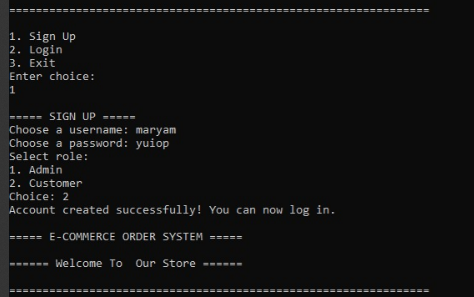 ================================================================
1. Sign Up
2. Login
3. Exit
Enter choice:
1
===== SIGN UP =====
Choose a username: maryam
Choose a password: yuiop
Select role:
1. Admin
2. Customer
Choice: 2
Account created successfully! You can now log in.
===== E-COMMERCE ORDER SYSTEM =====
====== Welcome To  Our Store ======
================================================================